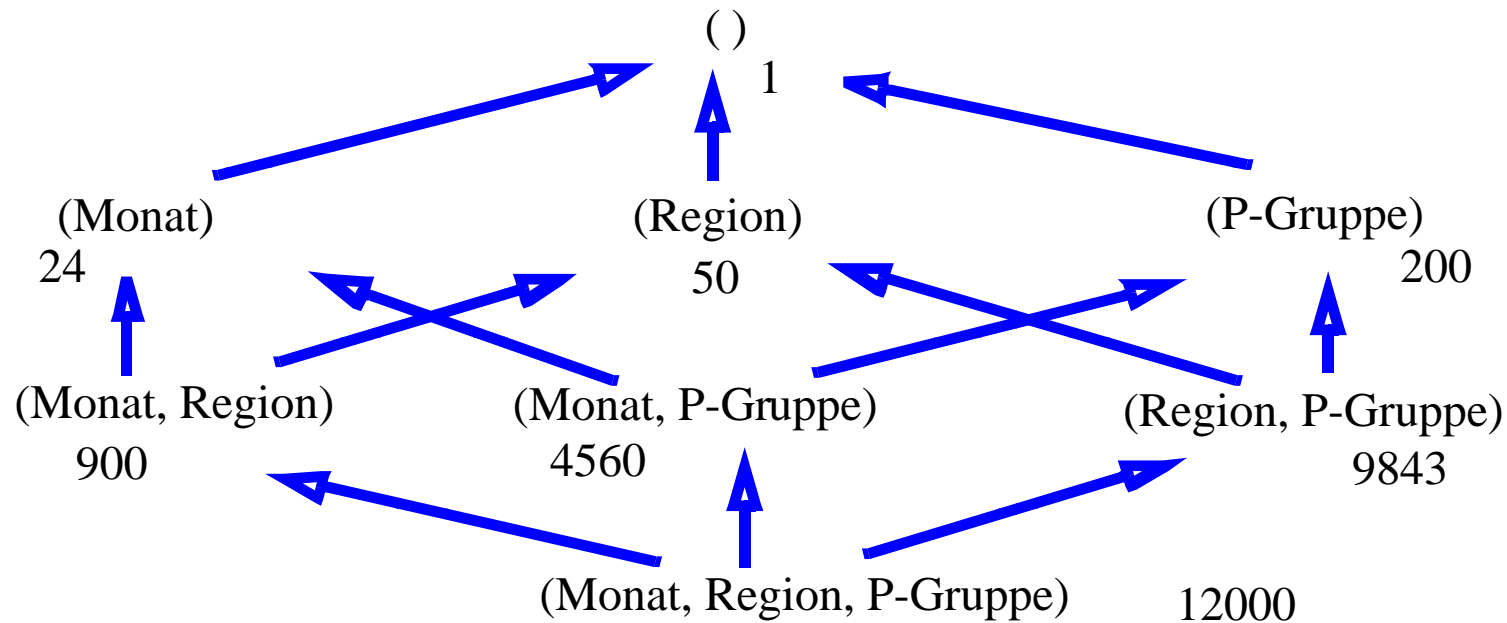 ( )
1
(Monat) (Region) (P-Gruppe)
24 50 200
(Monat, Region) (Monat, P-Gruppe) (Region, P-Gruppe)
900 4560 9843
(Monat, Region, P-Gruppe) 12000